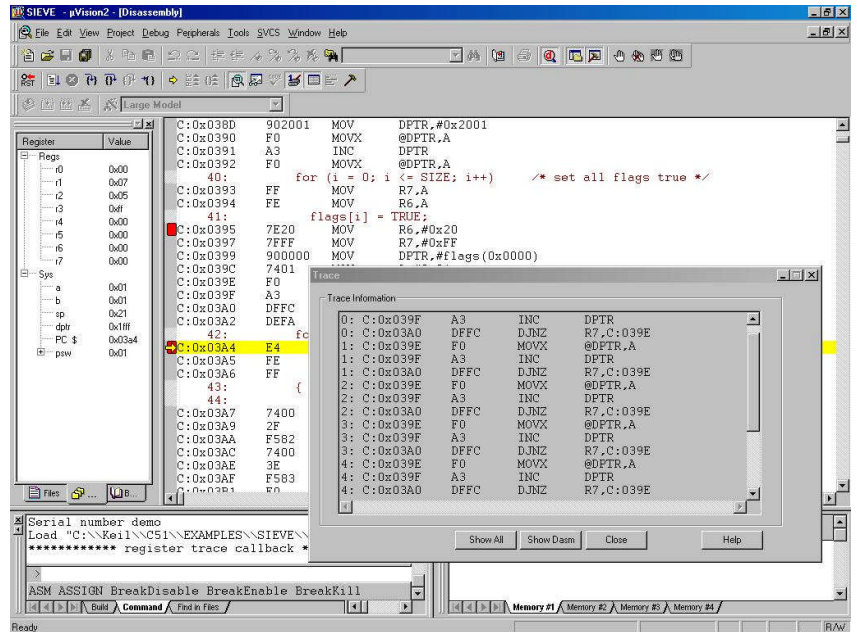 SIEVE - µVision2 - [Disassembly]
File Edit View Project Debug Peripherals Tools SVCS Window Help
RST
Large Model
Register Value
Regs
r0 0x00
r1 0x07
r2 0x05
r3 0xff
r4 0x00
r5 0x00
r6 0x00
r7 0x00
Sys
a 0x01
b 0x01
sp 0x21
dptr 0x1fff
PC $ 0x03a4
psw 0x01
Files ... B...
C:0x038D 902001 MOV DPTR,#0x2001
C:0x0390 F0 MOVX @DPTR,A
C:0x0391 A3 INC DPTR
C:0x0392 F0 MOVX @DPTR,A
40: for (i = 0; i <= SIZE; i++) /* set all flags true */
C:0x0393 FF MOV R7,A
C:0x0394 FE MOV R6,A
41: flags[i] = TRUE;
C:0x0395 7E20 MOV R6,#0x20
C:0x0397 7FFF MOV R7,#0xFF
C:0x0399 900000 MOV DPTR,#flags(0x0000)
C:0x039C 7401
C:0x039E F0
C:0x039F A3
C:0x03A0 DFFC
C:0x03A2 DEFA
42: fo
C:0x03A4 E4
C:0x03A5 FE
C:0x03A6 FF
43: {
44:
C:0x03A7 7400
C:0x03A9 2F
C:0x03AA F582
C:0x03AC 7400
C:0x03AE 3E
C:0x03AF F583
C:0x03B1 F0
Trace
Trace Information
0: C:0x039F A3 INC DPTR
0: C:0x03A0 DFFC DJNZ R7,C:039E
1: C:0x039E F0 MOVX @DPTR,A
1: C:0x039F A3 INC DPTR
1: C:0x03A0 DFFC DJNZ R7,C:039E
2: C:0x039E F0 MOVX @DPTR,A
2: C:0x039F A3 INC DPTR
2: C:0x03A0 DFFC DJNZ R7,C:039E
3: C:0x039E F0 MOVX @DPTR,A
3: C:0x039F A3 INC DPTR
3: C:0x03A0 DFFC DJNZ R7,C:039E
4: C:0x039E F0 MOVX @DPTR,A
4: C:0x039F A3 INC DPTR
4: C:0x03A0 DFFC DJNZ R7,C:039E
Show All Show Dasm Close Help
Serial number demo
Load "C:\\Keil\\C51\\EXAMPLES\\SIEVE\\
************ register trace callback *
>
ASM ASSIGN BreakDisable BreakEnable BreakKill
Build Command Find in Files
Memory #1 Memory #2 Memory #3 Memory #4
Ready
R/W